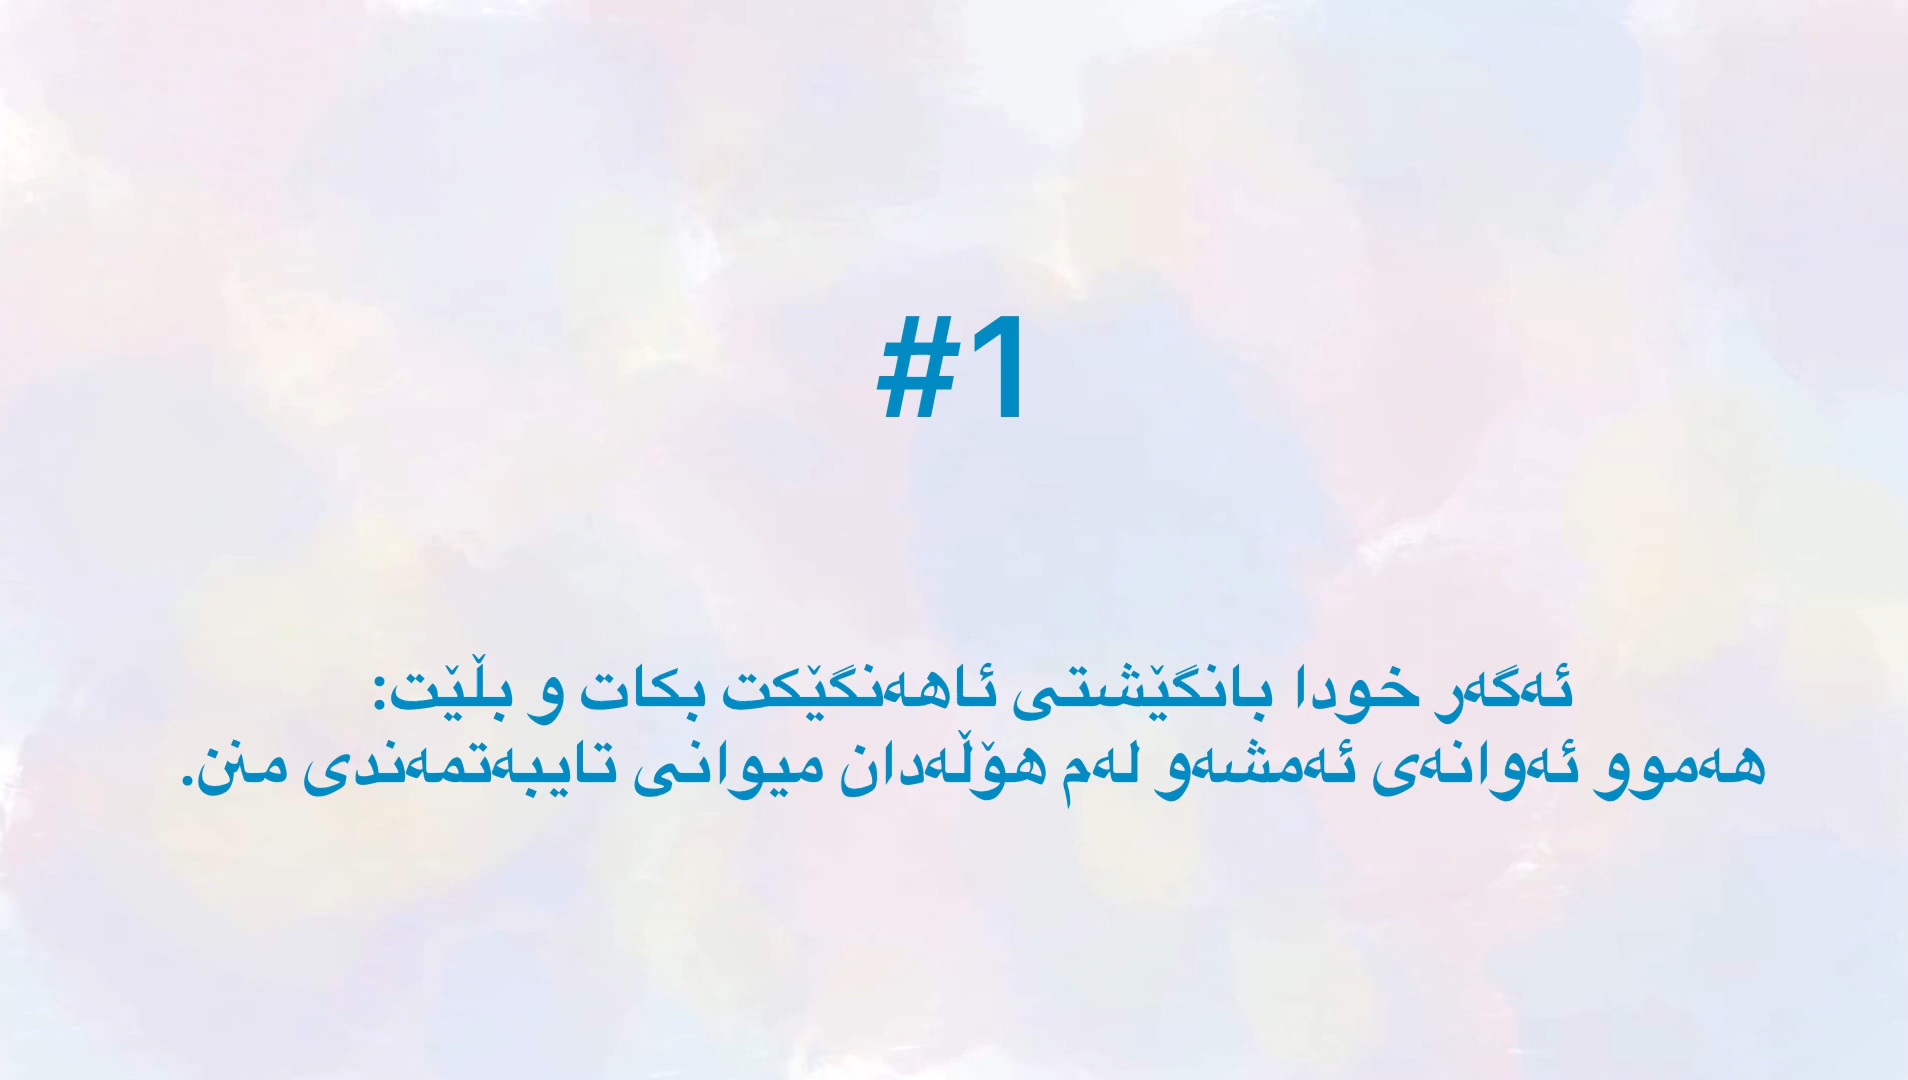 #1
ئەگەر خودا بانگێشتی ئاهەنگێکت بکات و بڵێت:
هەموو ئەوانەی ئەمشەو لەم هۆڵەدان میوانی تایبەتمەندی منن.